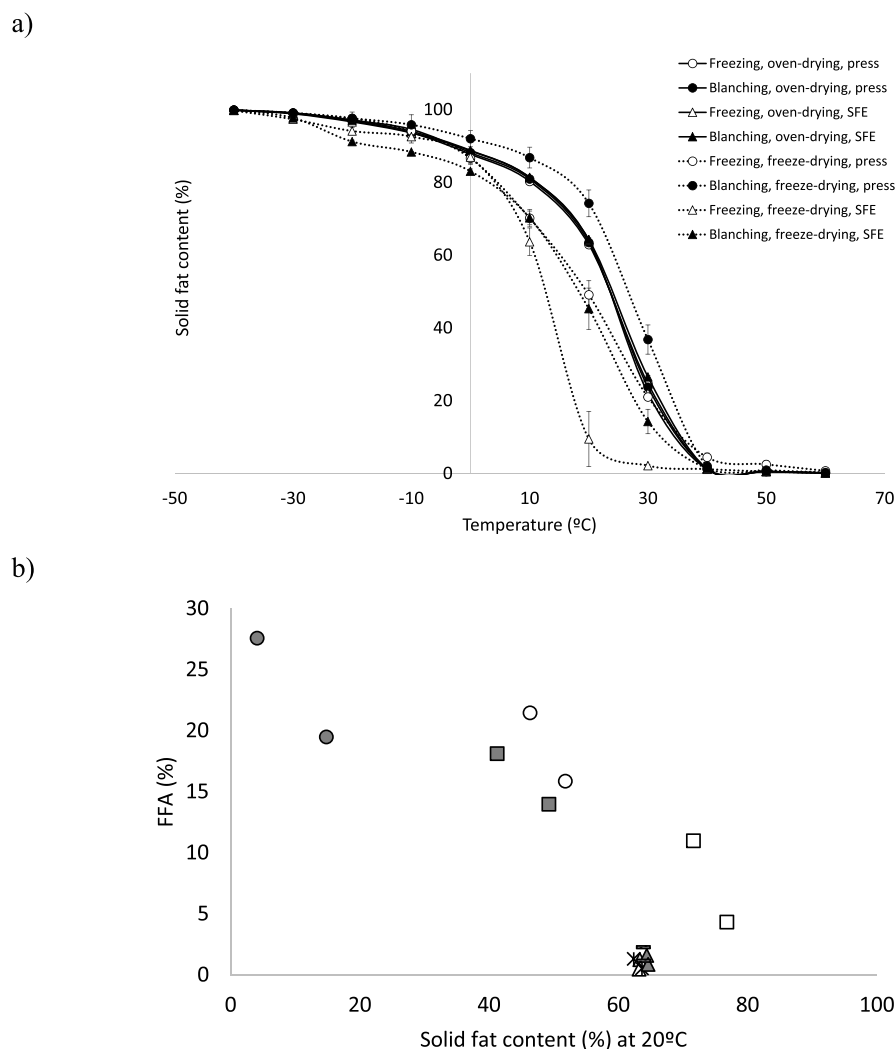 a)
Freezing, oven-drying, press
Blanching, oven-drying, press
Freezing, oven-drying, SFE
Blanching, oven-drying, SFE
Freezing, freeze-drying, press
Blanching, freeze-drying, press
Freezing, freeze-drying, SFE
Blanching, freeze-drying, SFE
Solid fat content (%)
100
80
60
40
20
0
-50 -30 -10 10 30 50 70
Temperature (ºC)
b)
FFA (%)
30
25
20
15
10
5
0
0 20 40 60 80 100
Solid fat content (%) at 20ºC